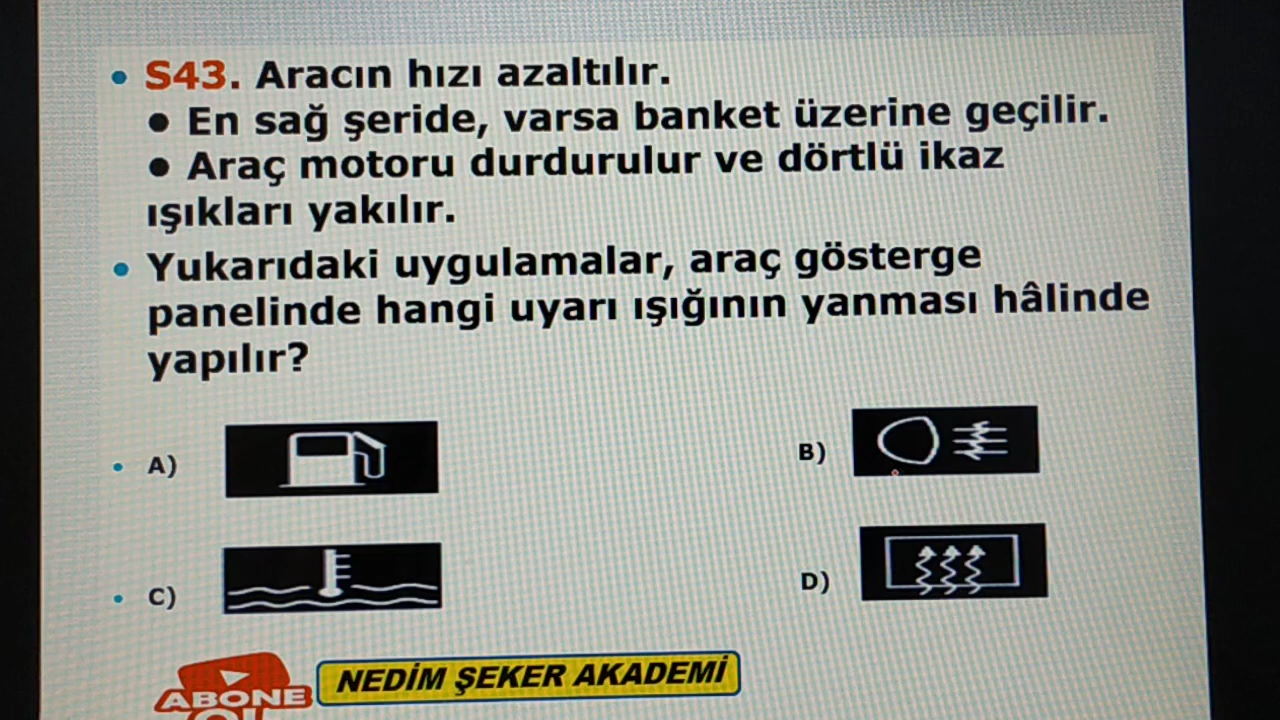 • S43. Aracın hızı azaltılır.
● En sağ şeride, varsa banket üzerine geçilir.
● Araç motoru durdurulur ve dörtlü ikaz
ışıkları yakılır.
• Yukarıdaki uygulamalar, araç gösterge
panelinde hangi uyarı ışığının yanması hâlinde
yapılır?
• A)
B)
• C)
D)
ABONE
OL
NEDİM ŞEKER AKADEMİ